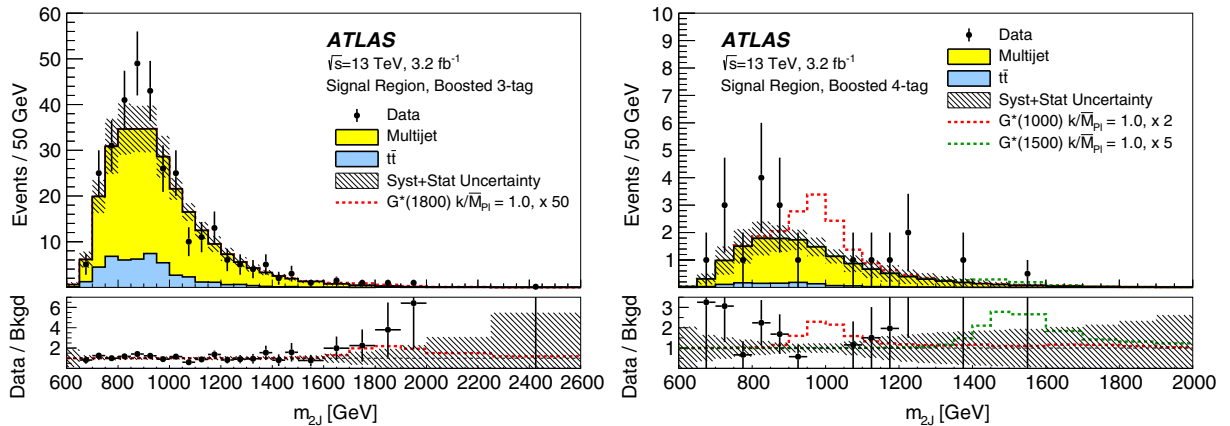 Events / 50 GeV
60
50
40
30
20
10
ATLAS
√s=13 TeV, 3.2 fb⁻¹
Signal Region, Boosted 3-tag
Data
Multijet
tt̄
Syst+Stat Uncertainty
G*(1800) k/M̅Pl = 1.0, x 50
Data / Bkgd
6
4
2
600 800 1000 1200 1400 1600 1800 2000 2200 2400 2600
m2J [GeV]
Events / 50 GeV
10
9
8
7
6
5
4
3
2
1
ATLAS
√s=13 TeV, 3.2 fb⁻¹
Signal Region, Boosted 4-tag
Data
Multijet
tt̄
Syst+Stat Uncertainty
G*(1000) k/M̅Pl = 1.0, x 2
G*(1500) k/M̅Pl = 1.0, x 5
Data / Bkgd
3
2
1
600 800 1000 1200 1400 1600 1800 2000
m2J [GeV]